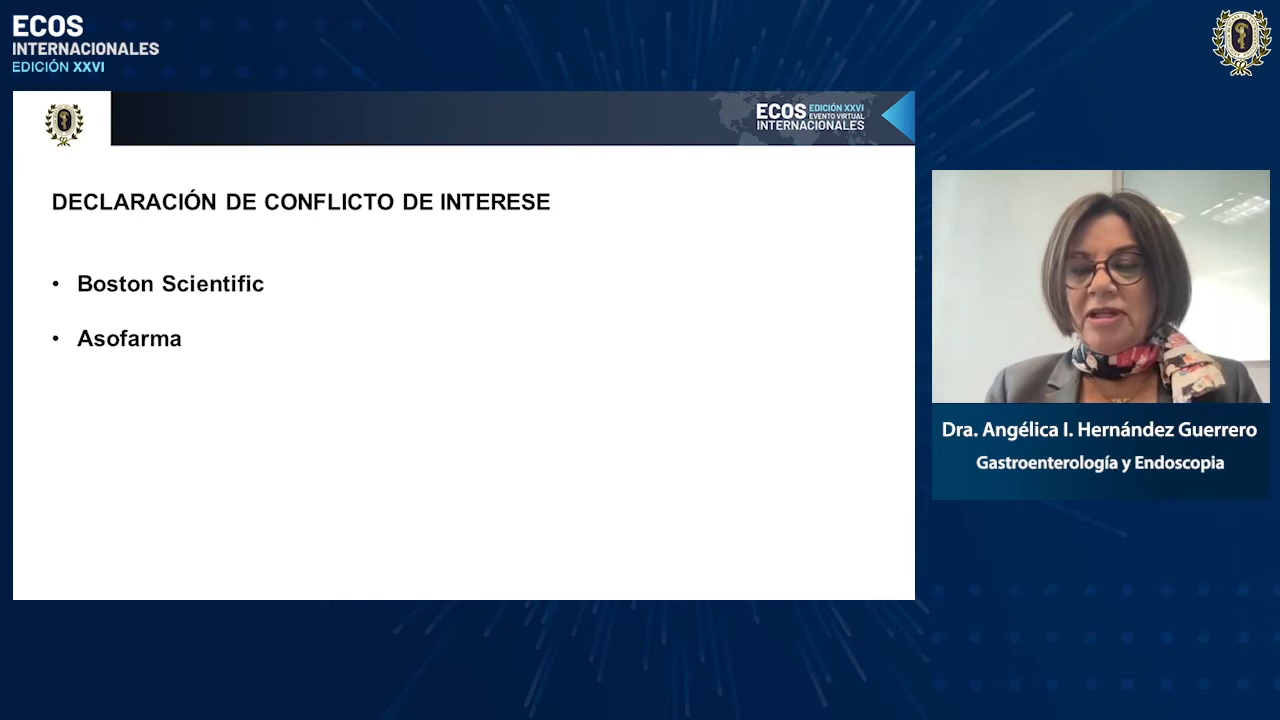 ECOS
INTERNACIONALES
EDICIÓN XXVI
ECOS EDICIÓN XXVI
EVENTO VIRTUAL
INTERNACIONALES
DECLARACIÓN DE CONFLICTO DE INTERESE
• Boston Scientific
• Asofarma
Dra. Angélica I. Hernández Guerrero
Gastroenterología y Endoscopia